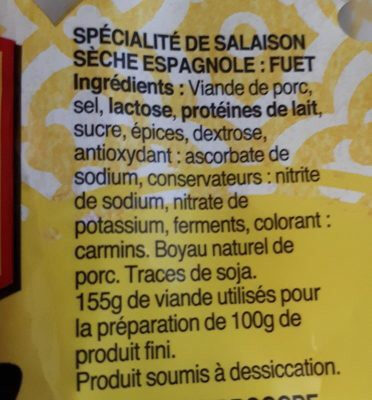 SPÉCIALITÉ DE SALAISON
SÈCHE ESPAGNOLE : FUET
Ingrédients : Viande de porc,
sel, lactose, protéines de lait,
sucre, épices, dextrose,
antioxydant : ascorbate de
sodium, conservateurs : nitrite
de sodium, nitrate de
potassium, ferments, colorant :
carmins. Boyau naturel de
porc. Traces de soja.
155g de viande utilisés pour
la préparation de 100g de
produit fini.
Produit soumis à dessiccation.